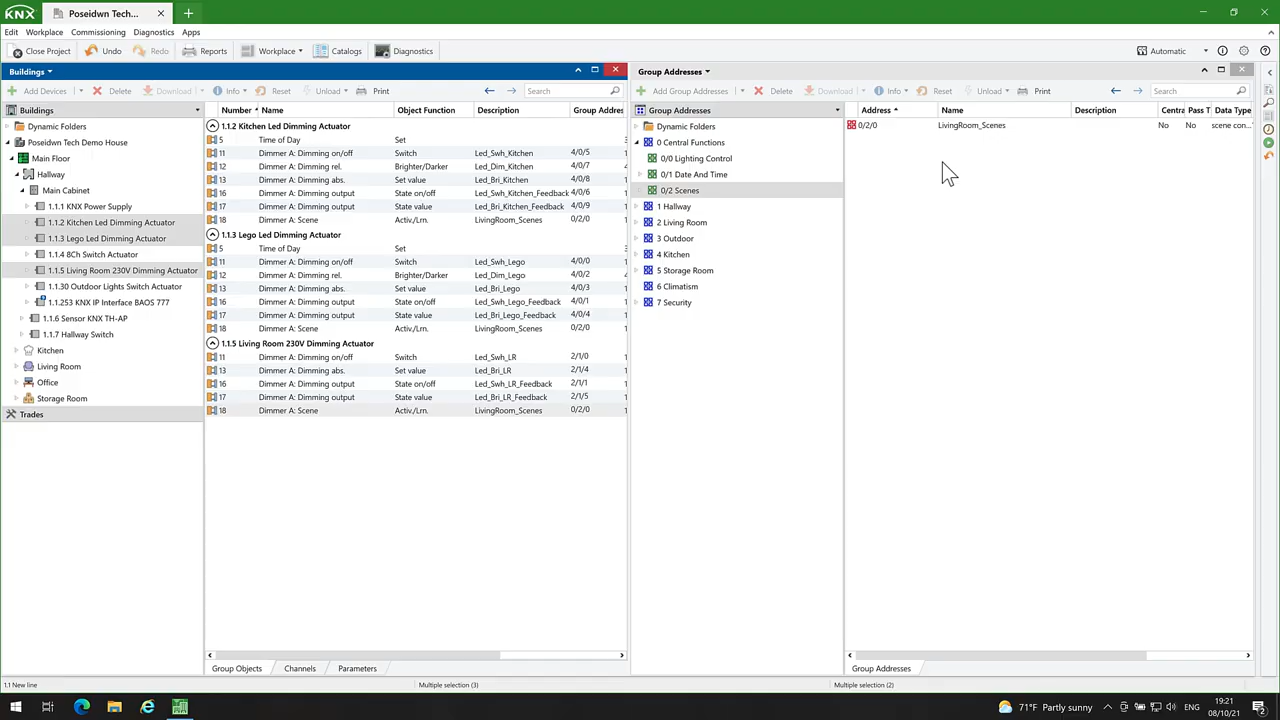 KNX Poseidwn Tech... × +
Edit Workplace Commissioning Diagnostics Apps
Close Project Undo Redo Reports Workplace Catalogs Diagnostics Automatic
Buildings
Group Addresses
Add Devices Delete Download Info Reset Unload Print Search
Add Group Addresses Delete Download Info Reset Unload Print Search
Buildings
Dynamic Folders
Poseidwn Tech Demo House
Main Floor
Hallway
Main Cabinet
1.1.1 KNX Power Supply
1.1.2 Kitchen Led Dimming Actuator
1.1.3 Lego Led Dimming Actuator
1.1.4 8Ch Switch Actuator
1.1.5 Living Room 230V Dimming Actuator
1.1.30 Outdoor Lights Switch Actuator
1.1.253 KNX IP Interface BAOS 777
1.1.6 Sensor KNX TH-AP
1.1.7 Hallway Switch
Kitchen
Living Room
Office
Storage Room
Trades
Number Name Object Function Description Group Addres
1.1.2 Kitchen Led Dimming Actuator
5 Time of Day Set
11 Dimmer A: Dimming on/off Switch Led_Swh_Kitchen 4/0/5 1
12 Dimmer A: Dimming rel. Brighter/Darker Led_Dim_Kitchen 4/0/7 4
13 Dimmer A: Dimming abs. Set value Led_Bri_Kitchen 4/0/8 1
16 Dimmer A: Dimming output State on/off Led_Swh_Kitchen_Feedback 4/0/6 1
17 Dimmer A: Dimming output State value Led_Bri_Kitchen_Feedback 4/0/9 1
18 Dimmer A: Scene Activ./Lrn. LivingRoom_Scenes 0/2/0 1
1.1.3 Lego Led Dimming Actuator
5 Time of Day Set
11 Dimmer A: Dimming on/off Switch Led_Swh_Lego 4/0/0 1
12 Dimmer A: Dimming rel. Brighter/Darker Led_Dim_Lego 4/0/2 4
13 Dimmer A: Dimming abs. Set value Led_Bri_Lego 4/0/3 1
16 Dimmer A: Dimming output State on/off Led_Swh_Lego_Feedback 4/0/1 1
17 Dimmer A: Dimming output State value Led_Bri_Lego_Feedback 4/0/4 1
18 Dimmer A: Scene Activ./Lrn. LivingRoom_Scenes 0/2/0 1
1.1.5 Living Room 230V Dimming Actuator
11 Dimmer A: Dimming on/off Switch Led_Swh_LR 2/1/0 1
13 Dimmer A: Dimming abs. Set value Led_Bri_LR 2/1/4 1
16 Dimmer A: Dimming output State on/off Led_Swh_LR_Feedback 2/1/1 1
17 Dimmer A: Dimming output State value Led_Bri_LR_Feedback 2/1/5 1
18 Dimmer A: Scene Activ./Lrn. LivingRoom_Scenes 0/2/0 1
Group Objects Channels Parameters
Group Addresses
Dynamic Folders
0 Central Functions
0/0 Lighting Control
0/1 Date And Time
0/2 Scenes
1 Hallway
2 Living Room
3 Outdoor
4 Kitchen
5 Storage Room
6 Climatism
7 Security
Address Name Description Centra Pass T Data Type
0/2/0 LivingRoom_Scenes No No scene con...
Group Addresses
1.1 New line Multiple selection (3) Multiple selection (2)
71°F Partly sunny ENG 19:21
08/10/21 2